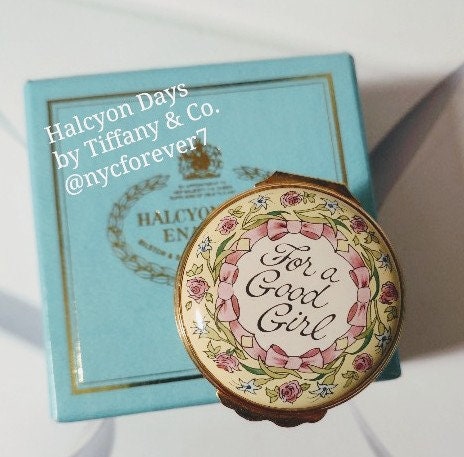 Halcyon Days
by Tiffany & Co.
@nycforever7
HALCYON
EN
For a
Good
Girl